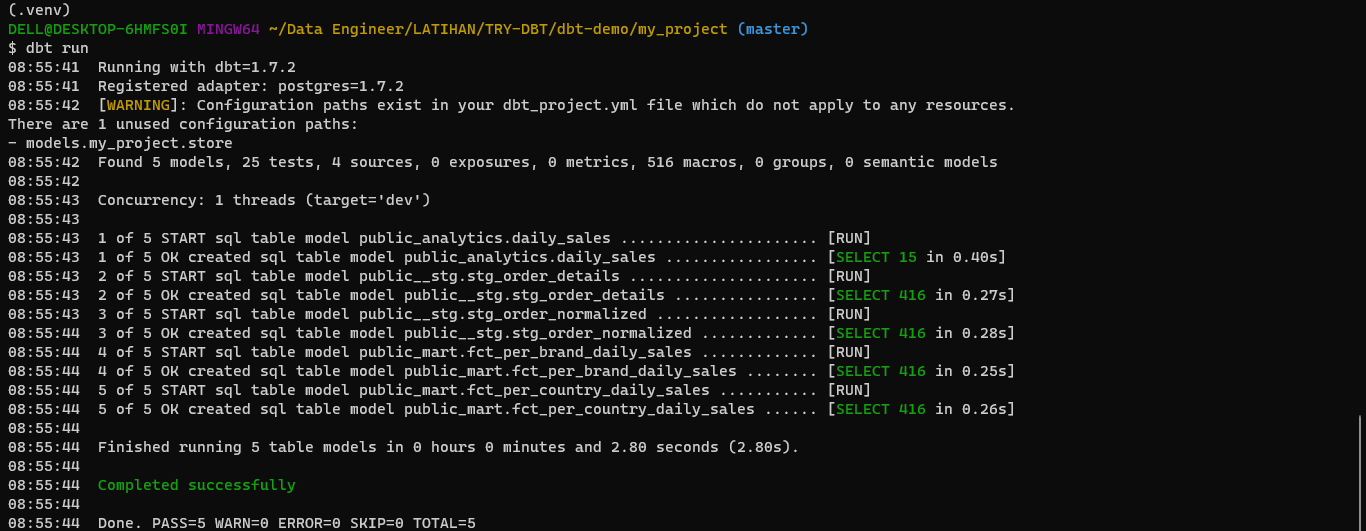 (.venv)
DELL@DESKTOP-6HMFS0I MINGW64 ~/Data Engineer/LATIHAN/TRY-DBT/dbt-demo/my_project (master)
$ dbt run
08:55:41  Running with dbt=1.7.2
08:55:41  Registered adapter: postgres=1.7.2
08:55:42  [WARNING]: Configuration paths exist in your dbt_project.yml file which do not apply to any resources.
There are 1 unused configuration paths:
- models.my_project.store
08:55:42  Found 5 models, 25 tests, 4 sources, 0 exposures, 0 metrics, 516 macros, 0 groups, 0 semantic models
08:55:42
08:55:43  Concurrency: 1 threads (target='dev')
08:55:43
08:55:43  1 of 5 START sql table model public_analytics.daily_sales ...................... [RUN]
08:55:43  1 of 5 OK created sql table model public_analytics.daily_sales ................. [SELECT 15 in 0.40s]
08:55:43  2 of 5 START sql table model public__stg.stg_order_details ..................... [RUN]
08:55:43  2 of 5 OK created sql table model public__stg.stg_order_details ................ [SELECT 416 in 0.27s]
08:55:43  3 of 5 START sql table model public__stg.stg_order_normalized .................. [RUN]
08:55:44  3 of 5 OK created sql table model public__stg.stg_order_normalized ............. [SELECT 416 in 0.28s]
08:55:44  4 of 5 START sql table model public_mart.fct_per_brand_daily_sales ............. [RUN]
08:55:44  4 of 5 OK created sql table model public_mart.fct_per_brand_daily_sales ........ [SELECT 416 in 0.25s]
08:55:44  5 of 5 START sql table model public_mart.fct_per_country_daily_sales ........... [RUN]
08:55:44  5 of 5 OK created sql table model public_mart.fct_per_country_daily_sales ...... [SELECT 416 in 0.26s]
08:55:44
08:55:44  Finished running 5 table models in 0 hours 0 minutes and 2.80 seconds (2.80s).
08:55:44
08:55:44  Completed successfully
08:55:44
08:55:44  Done. PASS=5 WARN=0 ERROR=0 SKIP=0 TOTAL=5